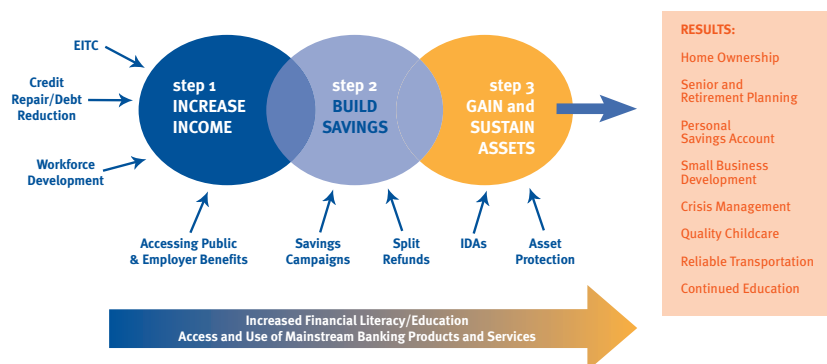 EITC
Credit
Repair/Debt
Reduction
Workforce
Development
step 1
INCREASE
INCOME
step 2
BUILD
SAVINGS
step 3
GAIN and
SUSTAIN
ASSETS
Accessing Public
& Employer Benefits
Savings
Campaigns
Split
Refunds
IDAs
Asset
Protection
RESULTS:
Home Ownership
Senior and
Retirement Planning
Personal
Savings Account
Small Business
Development
Crisis Management
Quality Childcare
Reliable Transportation
Continued Education
Increased Financial Literacy/Education
Access and Use of Mainstream Banking Products and Services